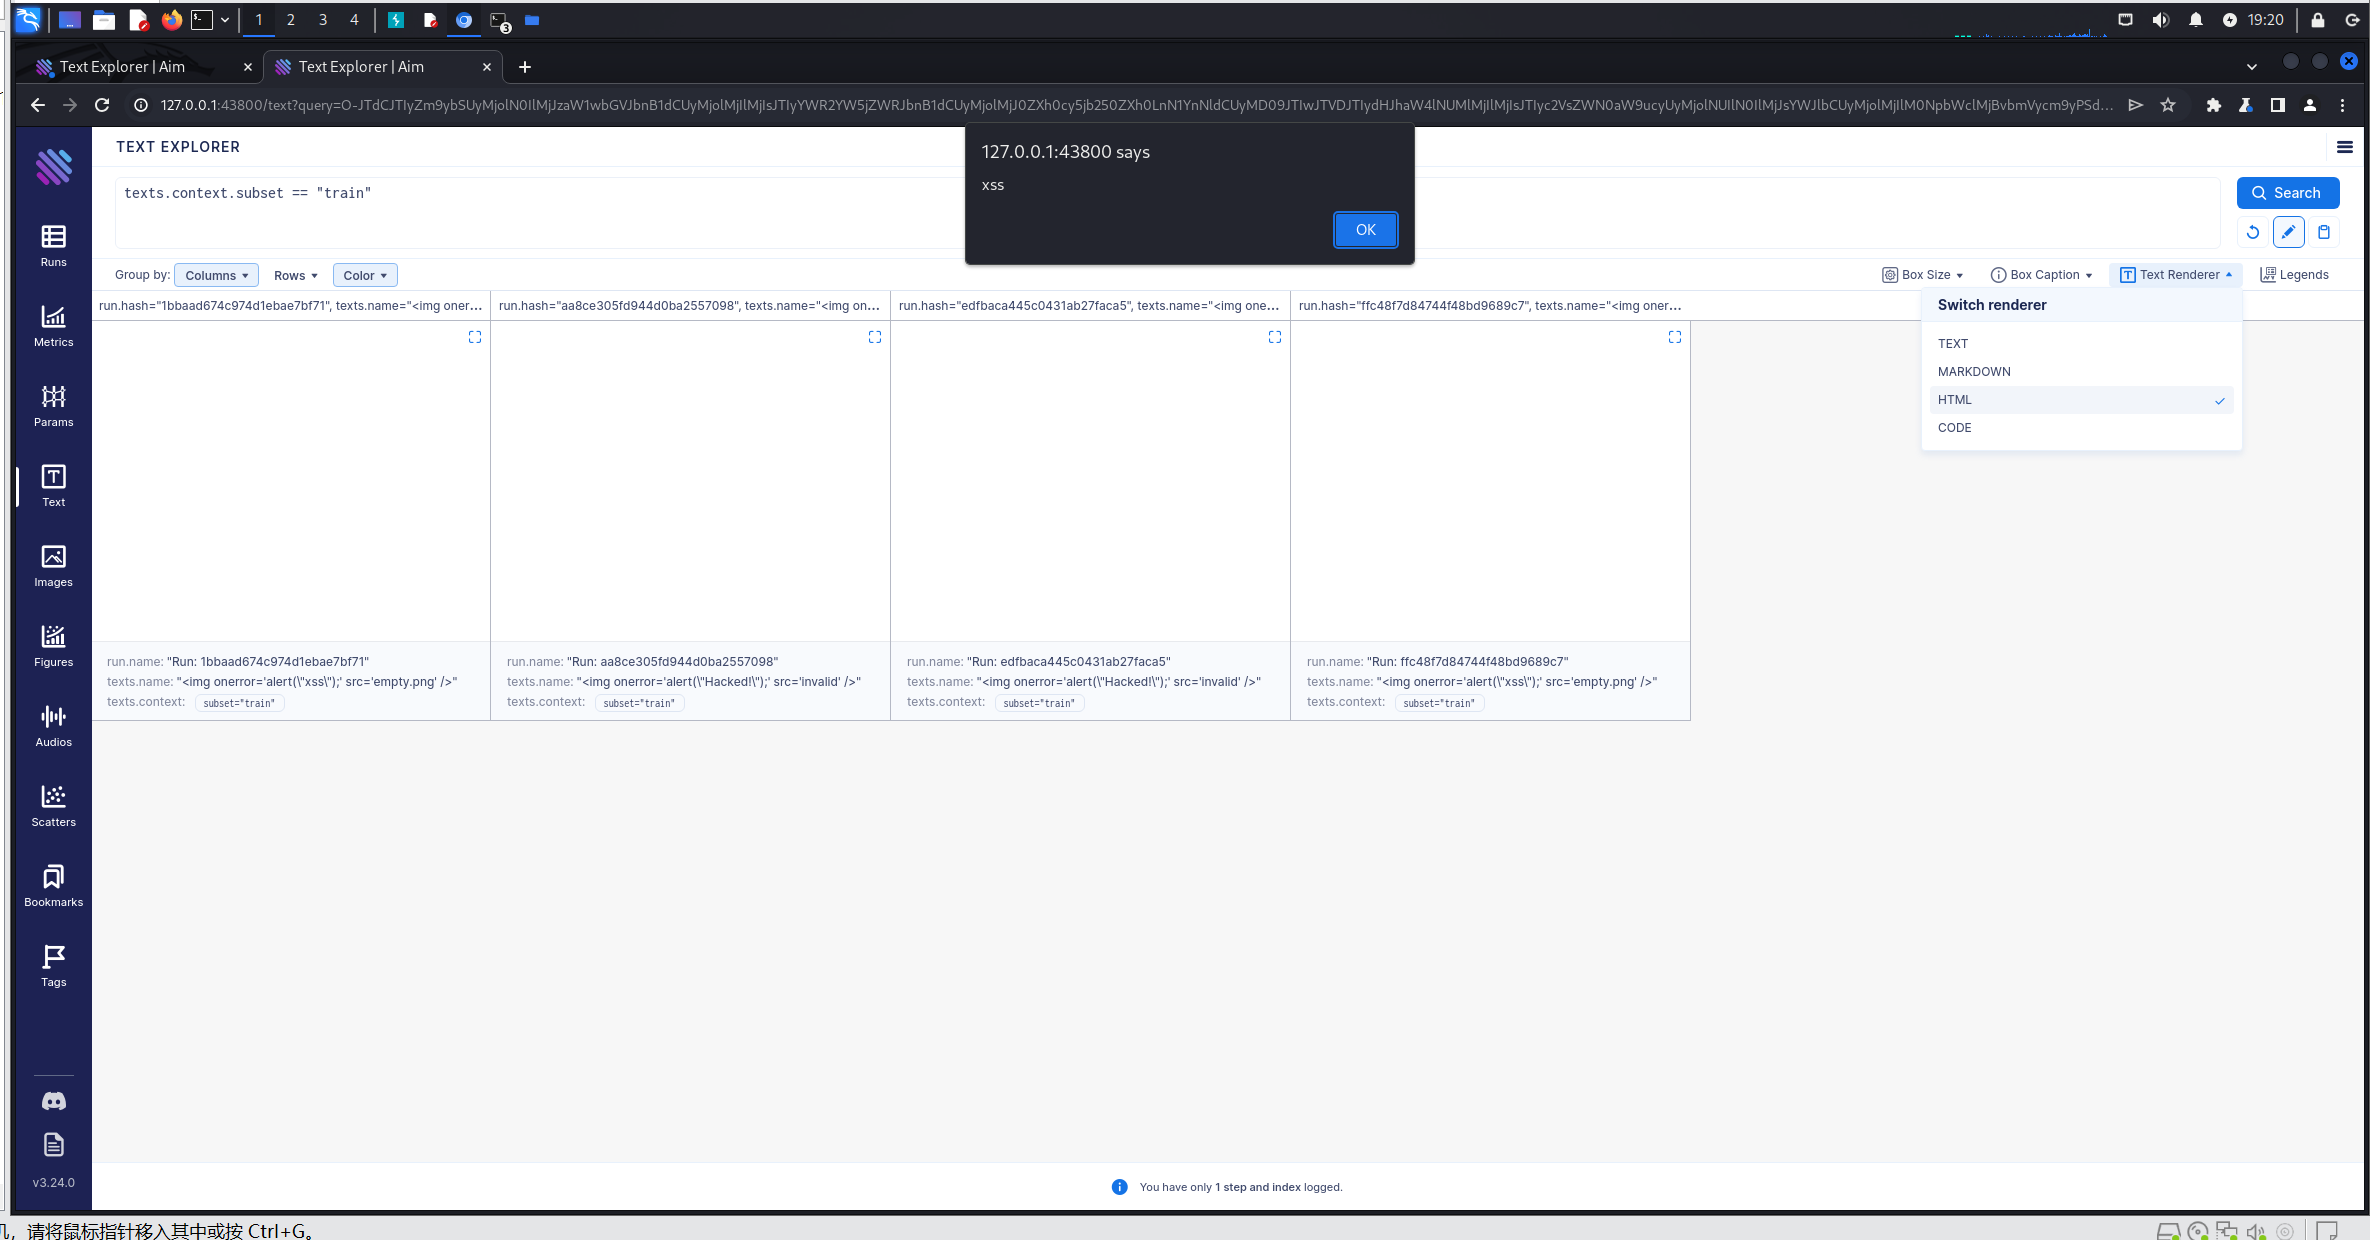 1 2 3 4
3
19:20
Text Explorer | Aim
Text Explorer | Aim
127.0.0.1:43800 says
xss
OK
TEXT EXPLORER
texts.context.subset == "train"
Search
Group by: Columns Rows Color
Box Size Box Caption Text Renderer Legends
run.hash="1bbaad674c974d1ebae7bf71", texts.name="<img oner...
run.hash="aa8ce305fd944d0ba2557098", texts.name="<img on...
run.hash="edfbaca445c0431ab27faca5", texts.name="<img one...
run.hash="ffc48f7d84744f48bd9689c7", texts.name="<img oner...
Switch renderer
TEXT
MARKDOWN
HTML
CODE
run.name: "Run: 1bbaad674c974d1ebae7bf71"
texts.name: "<img onerror='alert(\"xss\");' src='empty.png' />"
texts.context: subset="train"
run.name: "Run: aa8ce305fd944d0ba2557098"
texts.name: "<img onerror='alert(\"Hacked!\");' src='invalid' />"
texts.context: subset="train"
run.name: "Run: edfbaca445c0431ab27faca5"
texts.name: "<img onerror='alert(\"Hacked!\");' src='invalid' />"
texts.context: subset="train"
run.name: "Run: ffc48f7d84744f48bd9689c7"
texts.name: "<img onerror='alert(\"xss\");' src='empty.png' />"
texts.context: subset="train"
Runs
Metrics
Params
Text
Images
Figures
Audios
Scatters
Bookmarks
Tags
v3.24.0
You have only 1 step and index logged.
请将鼠标指针移入其中或按 Ctrl+G。